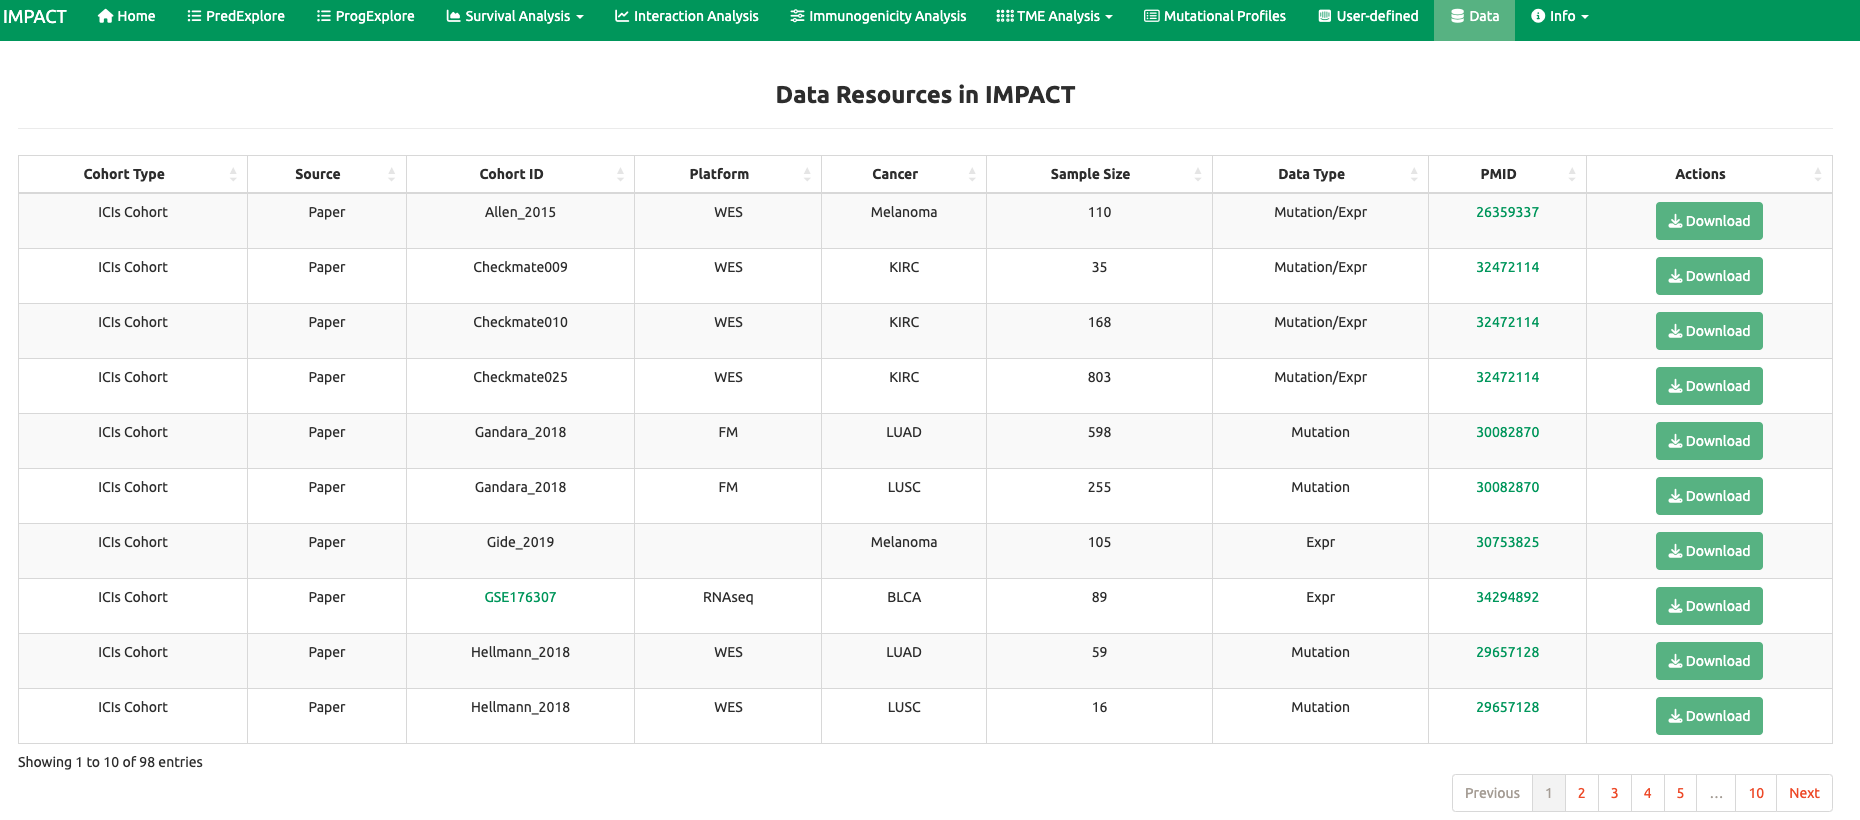 IMPACT Home PredExplore ProgExplore Survival Analysis Interaction Analysis Immunogenicity Analysis TME Analysis Mutational Profiles User-defined Data Info
Data Resources in IMPACT
Cohort Type Source Cohort ID Platform Cancer Sample Size Data Type PMID Actions
ICIs Cohort Paper Allen_2015 WES Melanoma 110 Mutation/Expr 26359337 Download
ICIs Cohort Paper Checkmate009 WES KIRC 35 Mutation/Expr 32472114 Download
ICIs Cohort Paper Checkmate010 WES KIRC 168 Mutation/Expr 32472114 Download
ICIs Cohort Paper Checkmate025 WES KIRC 803 Mutation/Expr 32472114 Download
ICIs Cohort Paper Gandara_2018 FM LUAD 598 Mutation 30082870 Download
ICIs Cohort Paper Gandara_2018 FM LUSC 255 Mutation 30082870 Download
ICIs Cohort Paper Gide_2019 Melanoma 105 Expr 30753825 Download
ICIs Cohort Paper GSE176307 RNAseq BLCA 89 Expr 34294892 Download
ICIs Cohort Paper Hellmann_2018 WES LUAD 59 Mutation 29657128 Download
ICIs Cohort Paper Hellmann_2018 WES LUSC 16 Mutation 29657128 Download
Showing 1 to 10 of 98 entries
Previous 1 2 3 4 5 … 10 Next